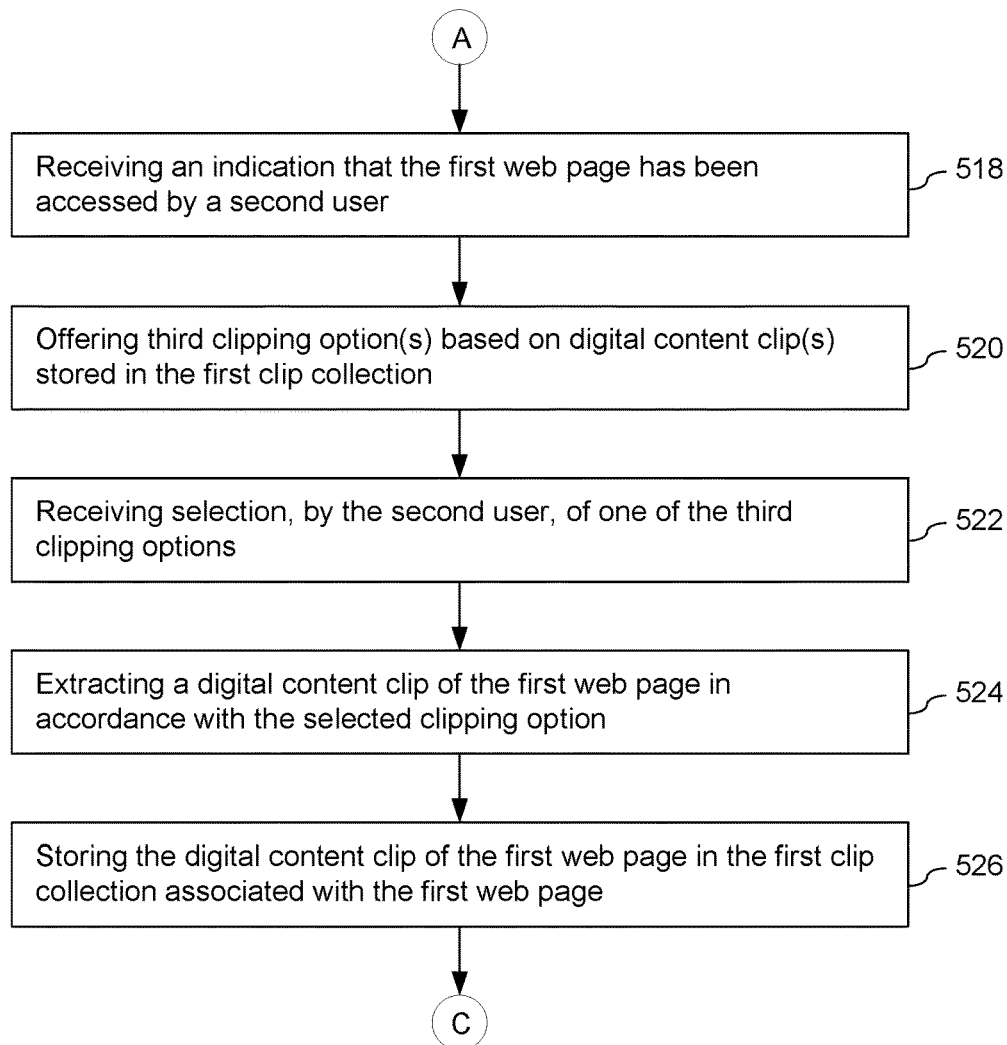 A
Receiving an indication that the first web page has been
accessed by a second user
518
Offering third clipping option(s) based on digital content clip(s)
stored in the first clip collection
520
Receiving selection, by the second user, of one of the third
clipping options
522
Extracting a digital content clip of the first web page in
accordance with the selected clipping option
524
Storing the digital content clip of the first web page in the first clip
collection associated with the first web page
526
C